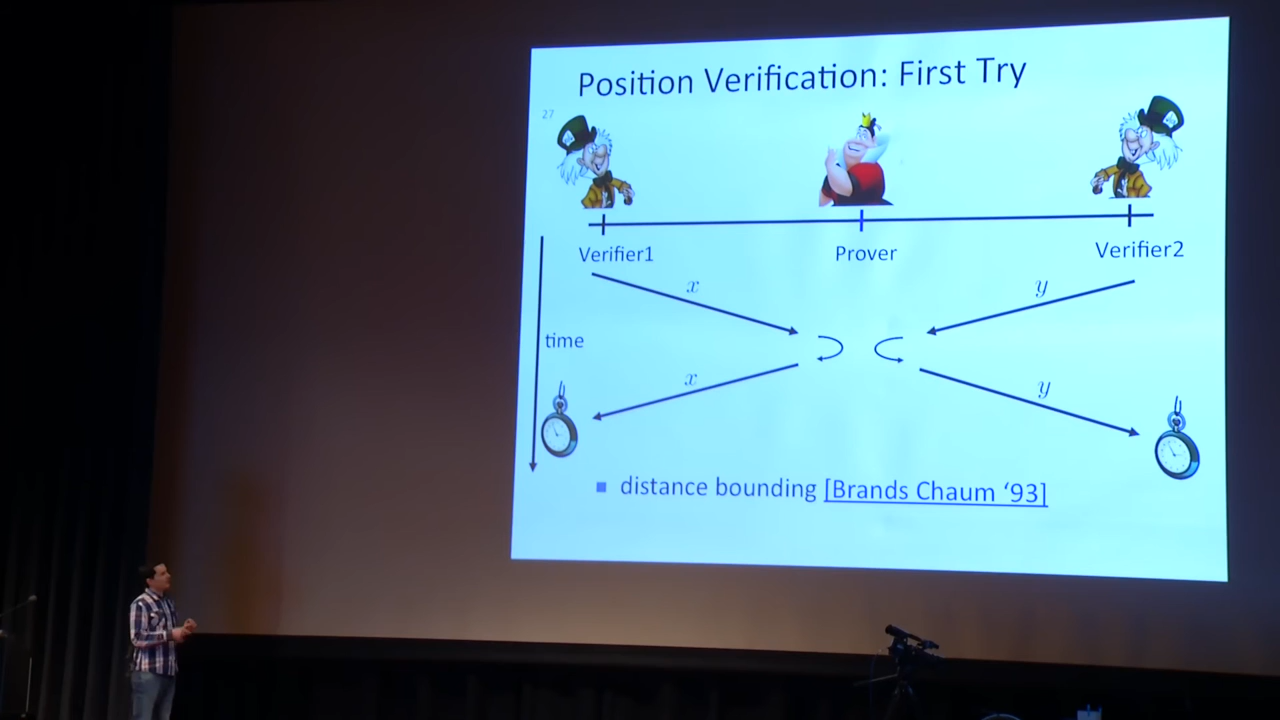 Position Verification: First Try
27
Verifier1
Prover
Verifier2
x
y
time
x
y
▪ distance bounding [Brands Chaum ‘93]